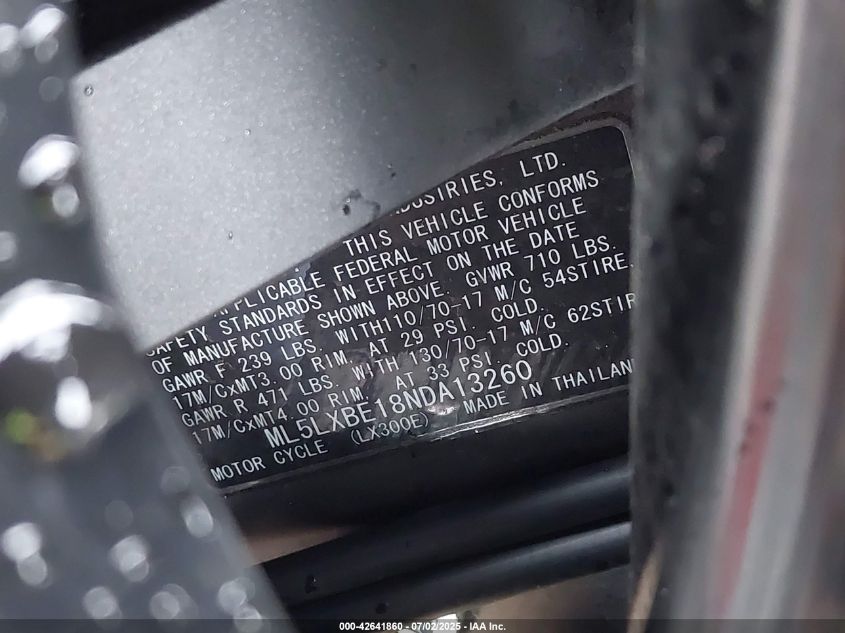 INDUSTRIES, LTD.
THIS VEHICLE CONFORMS
APPLICABLE FEDERAL MOTOR VEHICLE
SAFETY STANDARDS IN EFFECT ON THE DATE
OF MANUFACTURE SHOWN ABOVE. GVWR 710 LBS.
GAWR F 239 LBS. WITH110/70-17 M/C 54STIRE,
17M/CxMT3.00 RIM. AT 29 PSI. COLD.
GAWR R 471 LBS. WITH 130/70-17 M/C 62STIR
17M/CxMT4.00 RIM. AT 33 PSI. COLD.
ML5LXBE18NDA13260
MOTOR CYCLE (LX300E) MADE IN THAILAN
000-42641860 - 07/02/2025 - IAA Inc.